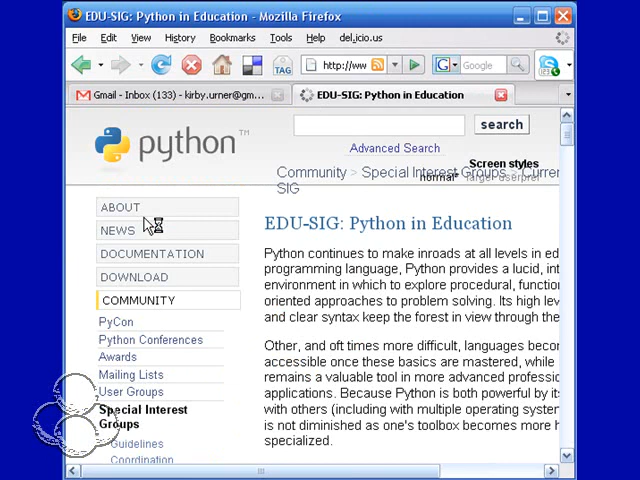 EDU-SIG: Python in Education - Mozilla Firefox
File Edit View History Bookmarks Tools Help del.icio.us
TAG http://ww G Google
Gmail - Inbox (133) - kirby.urner@gm... EDU-SIG: Python in Education
python™ search
Advanced Search
Screen styles
Community > Special Interest Groups > Curren
normal* large userpref
SIG
ABOUT
NEWS
DOCUMENTATION
DOWNLOAD
COMMUNITY
PyCon
Python Conferences
Awards
Mailing Lists
User Groups
Special Interest
Groups
Guidelines
Coordination
EDU-SIG: Python in Education
Python continues to make inroads at all levels in ed
programming language, Python provides a lucid, int
environment in which to explore procedural, function
oriented approaches to problem solving. Its high lev
and clear syntax keep the forest in view through the
Other, and oft times more difficult, languages becor
accessible once these basics are mastered, while
remains a valuable tool in more advanced professio
applications. Because Python is both powerful by its
with others (including with multiple operating system
is not diminished as one's toolbox becomes more h
specialized.